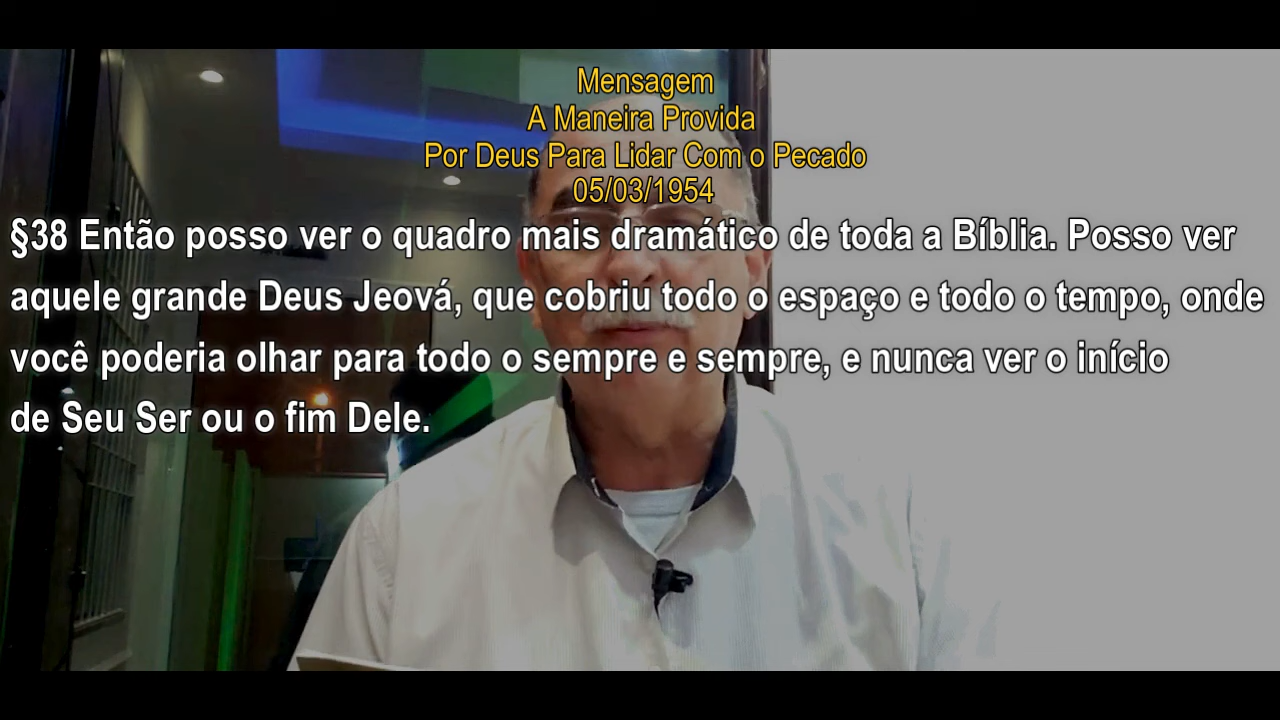 Mensagem
A Maneira Provida
Por Deus Para Lidar Com o Pecado
05/03/1954
§38 Então posso ver o quadro mais dramático de toda a Bíblia. Posso ver
aquele grande Deus Jeová, que cobriu todo o espaço e todo o tempo, onde
você poderia olhar para todo o sempre e sempre, e nunca ver o início
de Seu Ser ou o fim Dele.